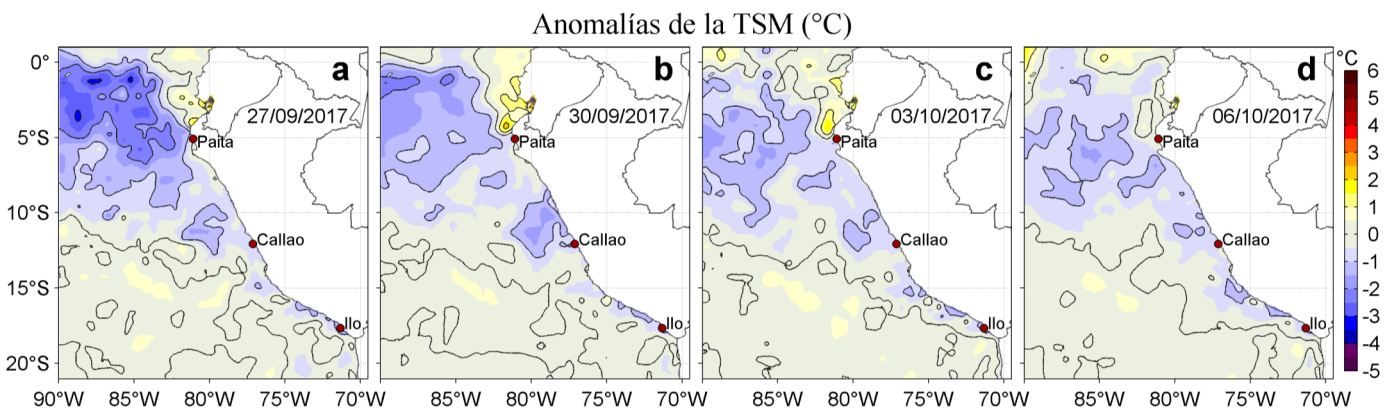 Anomalías de la TSM (°C)
a
27/09/2017
Paita
Callao
Ilo
b
30/09/2017
Paita
Callao
Ilo
c
03/10/2017
Paita
Callao
Ilo
d
06/10/2017
Paita
Callao
Ilo
0°
5°S
10°S
15°S
20°S
90°W 85°W 80°W 75°W 70°W
85°W 80°W 75°W 70°W
85°W 80°W 75°W 70°W
85°W 80°W 75°W 70°W
°C
6
5
4
3
2
1
0
-1
-2
-3
-4
-5